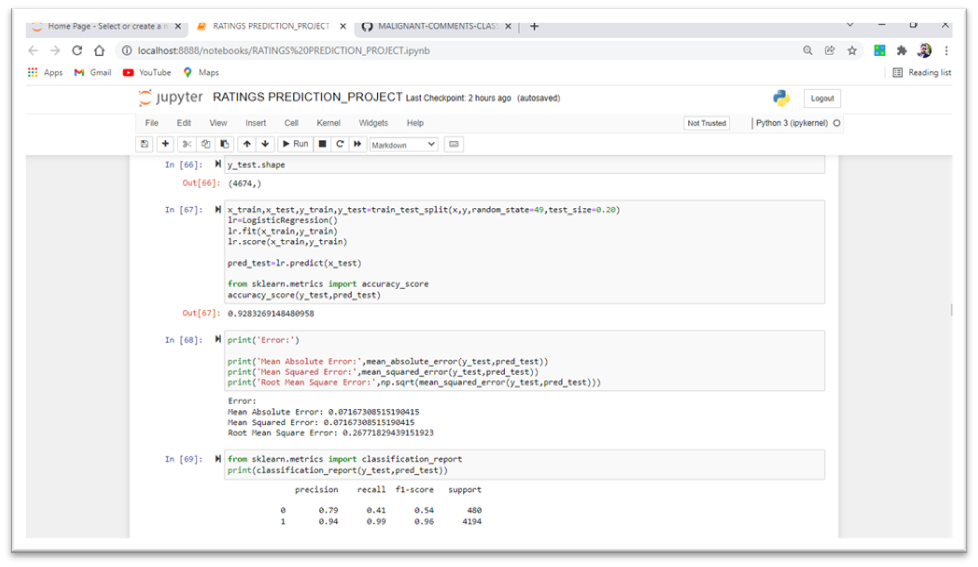 Home Page - Select or create a n
RATINGS PREDICTION_PROJECT
MALIGNANT-COMMENTS-CLAS
localhost:8888/notebooks/RATINGS%20PREDICTION_PROJECT.ipynb
Apps Gmail YouTube Maps Reading list
jupyter RATINGS PREDICTION_PROJECT Last Checkpoint: 2 hours ago (autosaved) Logout
File Edit View Insert Cell Kernel Widgets Help Not Trusted Python 3 (ipykernel)
Run Markdown
In [66]: y_test.shape
Out[66]: (4674,)
In [67]: x_train,x_test,y_train,y_test=train_test_split(x,y,random_state=49,test_size=0.20)
lr=LogisticRegression()
lr.fit(x_train,y_train)
lr.score(x_train,y_train)
pred_test=lr.predict(x_test)
from sklearn.metrics import accuracy_score
accuracy_score(y_test,pred_test)
Out[67]: 0.9283269148480958
In [68]: print('Error:')
print('Mean Absolute Error:',mean_absolute_error(y_test,pred_test))
print('Mean Squared Error:',mean_squared_error(y_test,pred_test))
print('Root Mean Square Error:',np.sqrt(mean_squared_error(y_test,pred_test)))
Error:
Mean Absolute Error: 0.07167308515190415
Mean Squared Error: 0.07167308515190415
Root Mean Square Error: 0.26771829439151923
In [69]: from sklearn.metrics import classification_report
print(classification_report(y_test,pred_test))
precision recall f1-score support
0 0.79 0.41 0.54 480
1 0.94 0.99 0.96 4194